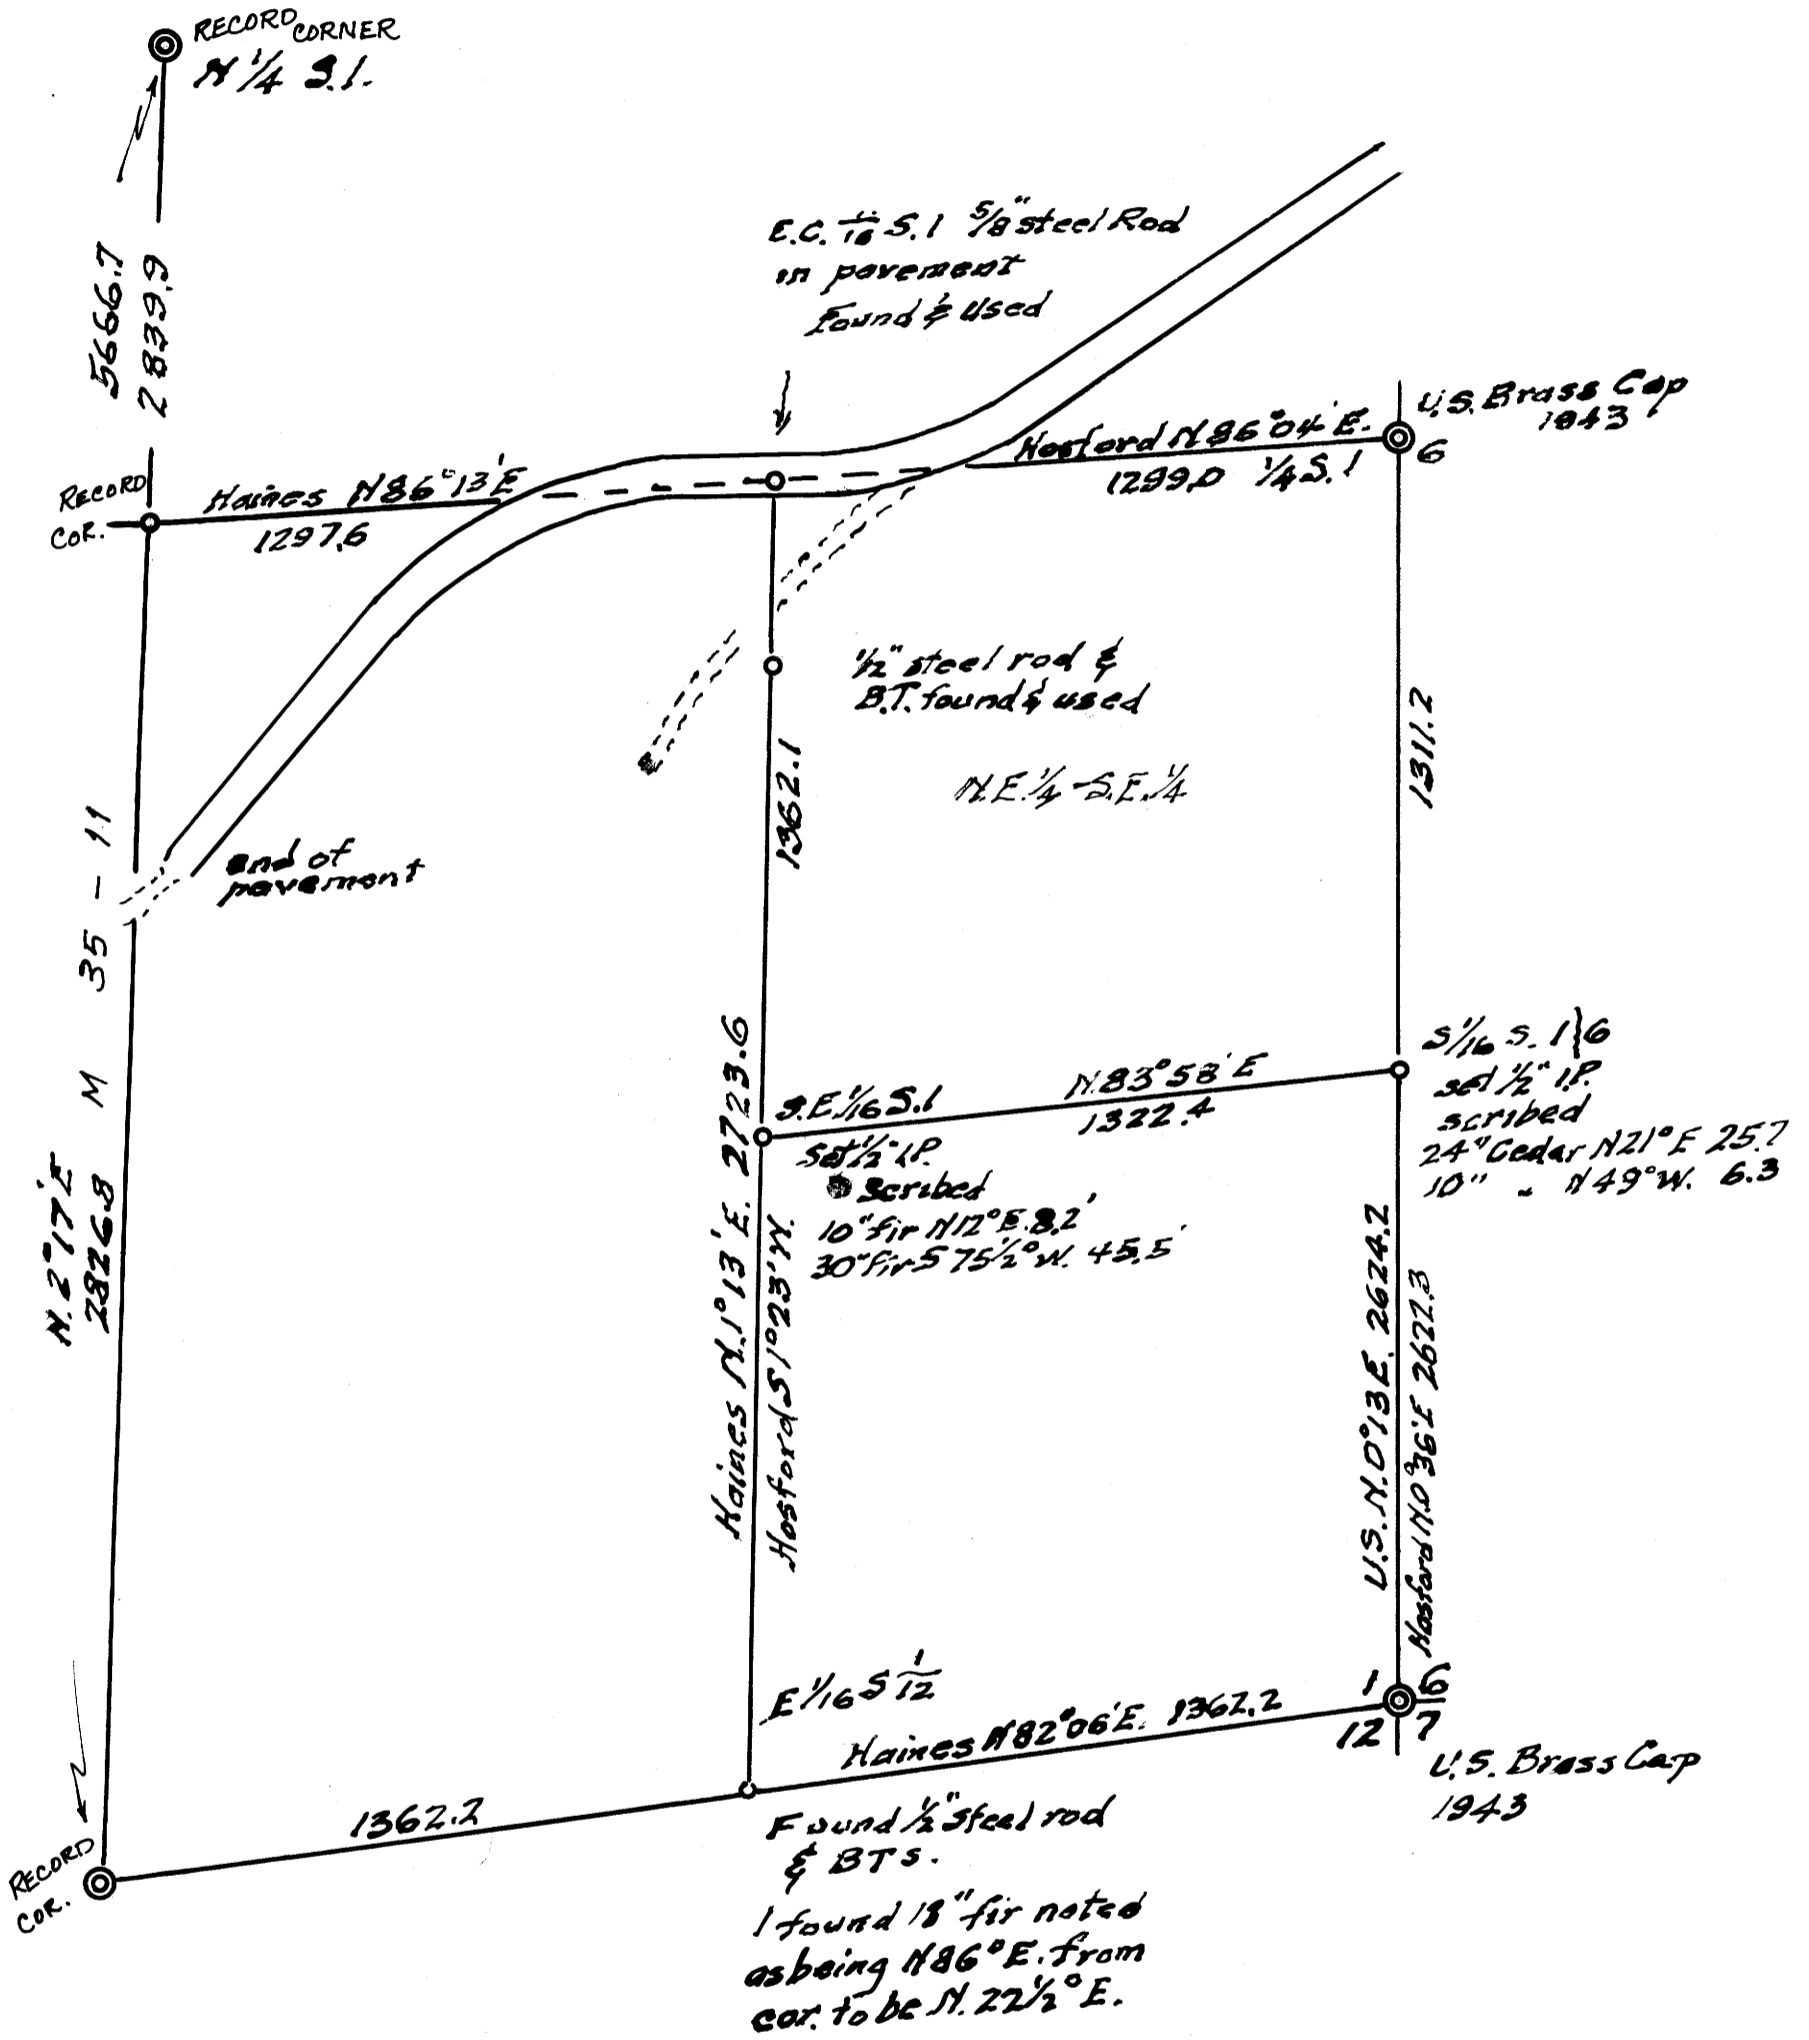 RECORD CORNER
N 1/4 S.1.
5666.7
2839.9
E.C. 1/16 S.1 5/8" steel Rod
in pavement
Found & Used
U.S. Brass Cap
1943
6
Hosford N86°04' E.
1299.0 1/4 S.1
RECORD
COR.
Haines N86°13'E
1297.6
1/2" steel rod &
B.T. found & used
1362.1
1311.2
N.E.1/4 - S.E.1/4
end of
pavement
M M 35 - 11
N.2°17'E
2826.8
S1/16 S. 1 6
set 1/2" I.P.
scribed
24" Cedar N21°E 25.7
10" " N49°W. 6.3
N.83°58' E
1322.4
S.E.1/16 S.1
Set 1/2" I.P.
scribed
10" fir N12°E. 8.2'
30" fir S 75 1/2°W. 45.5'
Haines N.1°13' E. 2723.6
Hosford S1°23' W.
U.S. N.0°13'E. 2624.2
Hosford N.0°36'E 2622.3
E 1/16 S 1/12
Haines N82°06'E. 1362.2
1 6
12 7
U.S. Brass Cap
1943
1362.2
RECORD
COR.
Found 1/2" Steel rod
& BTs.
I found 18" fir noted
as being N86°E. from
cor. to be N. 22 1/2° E.